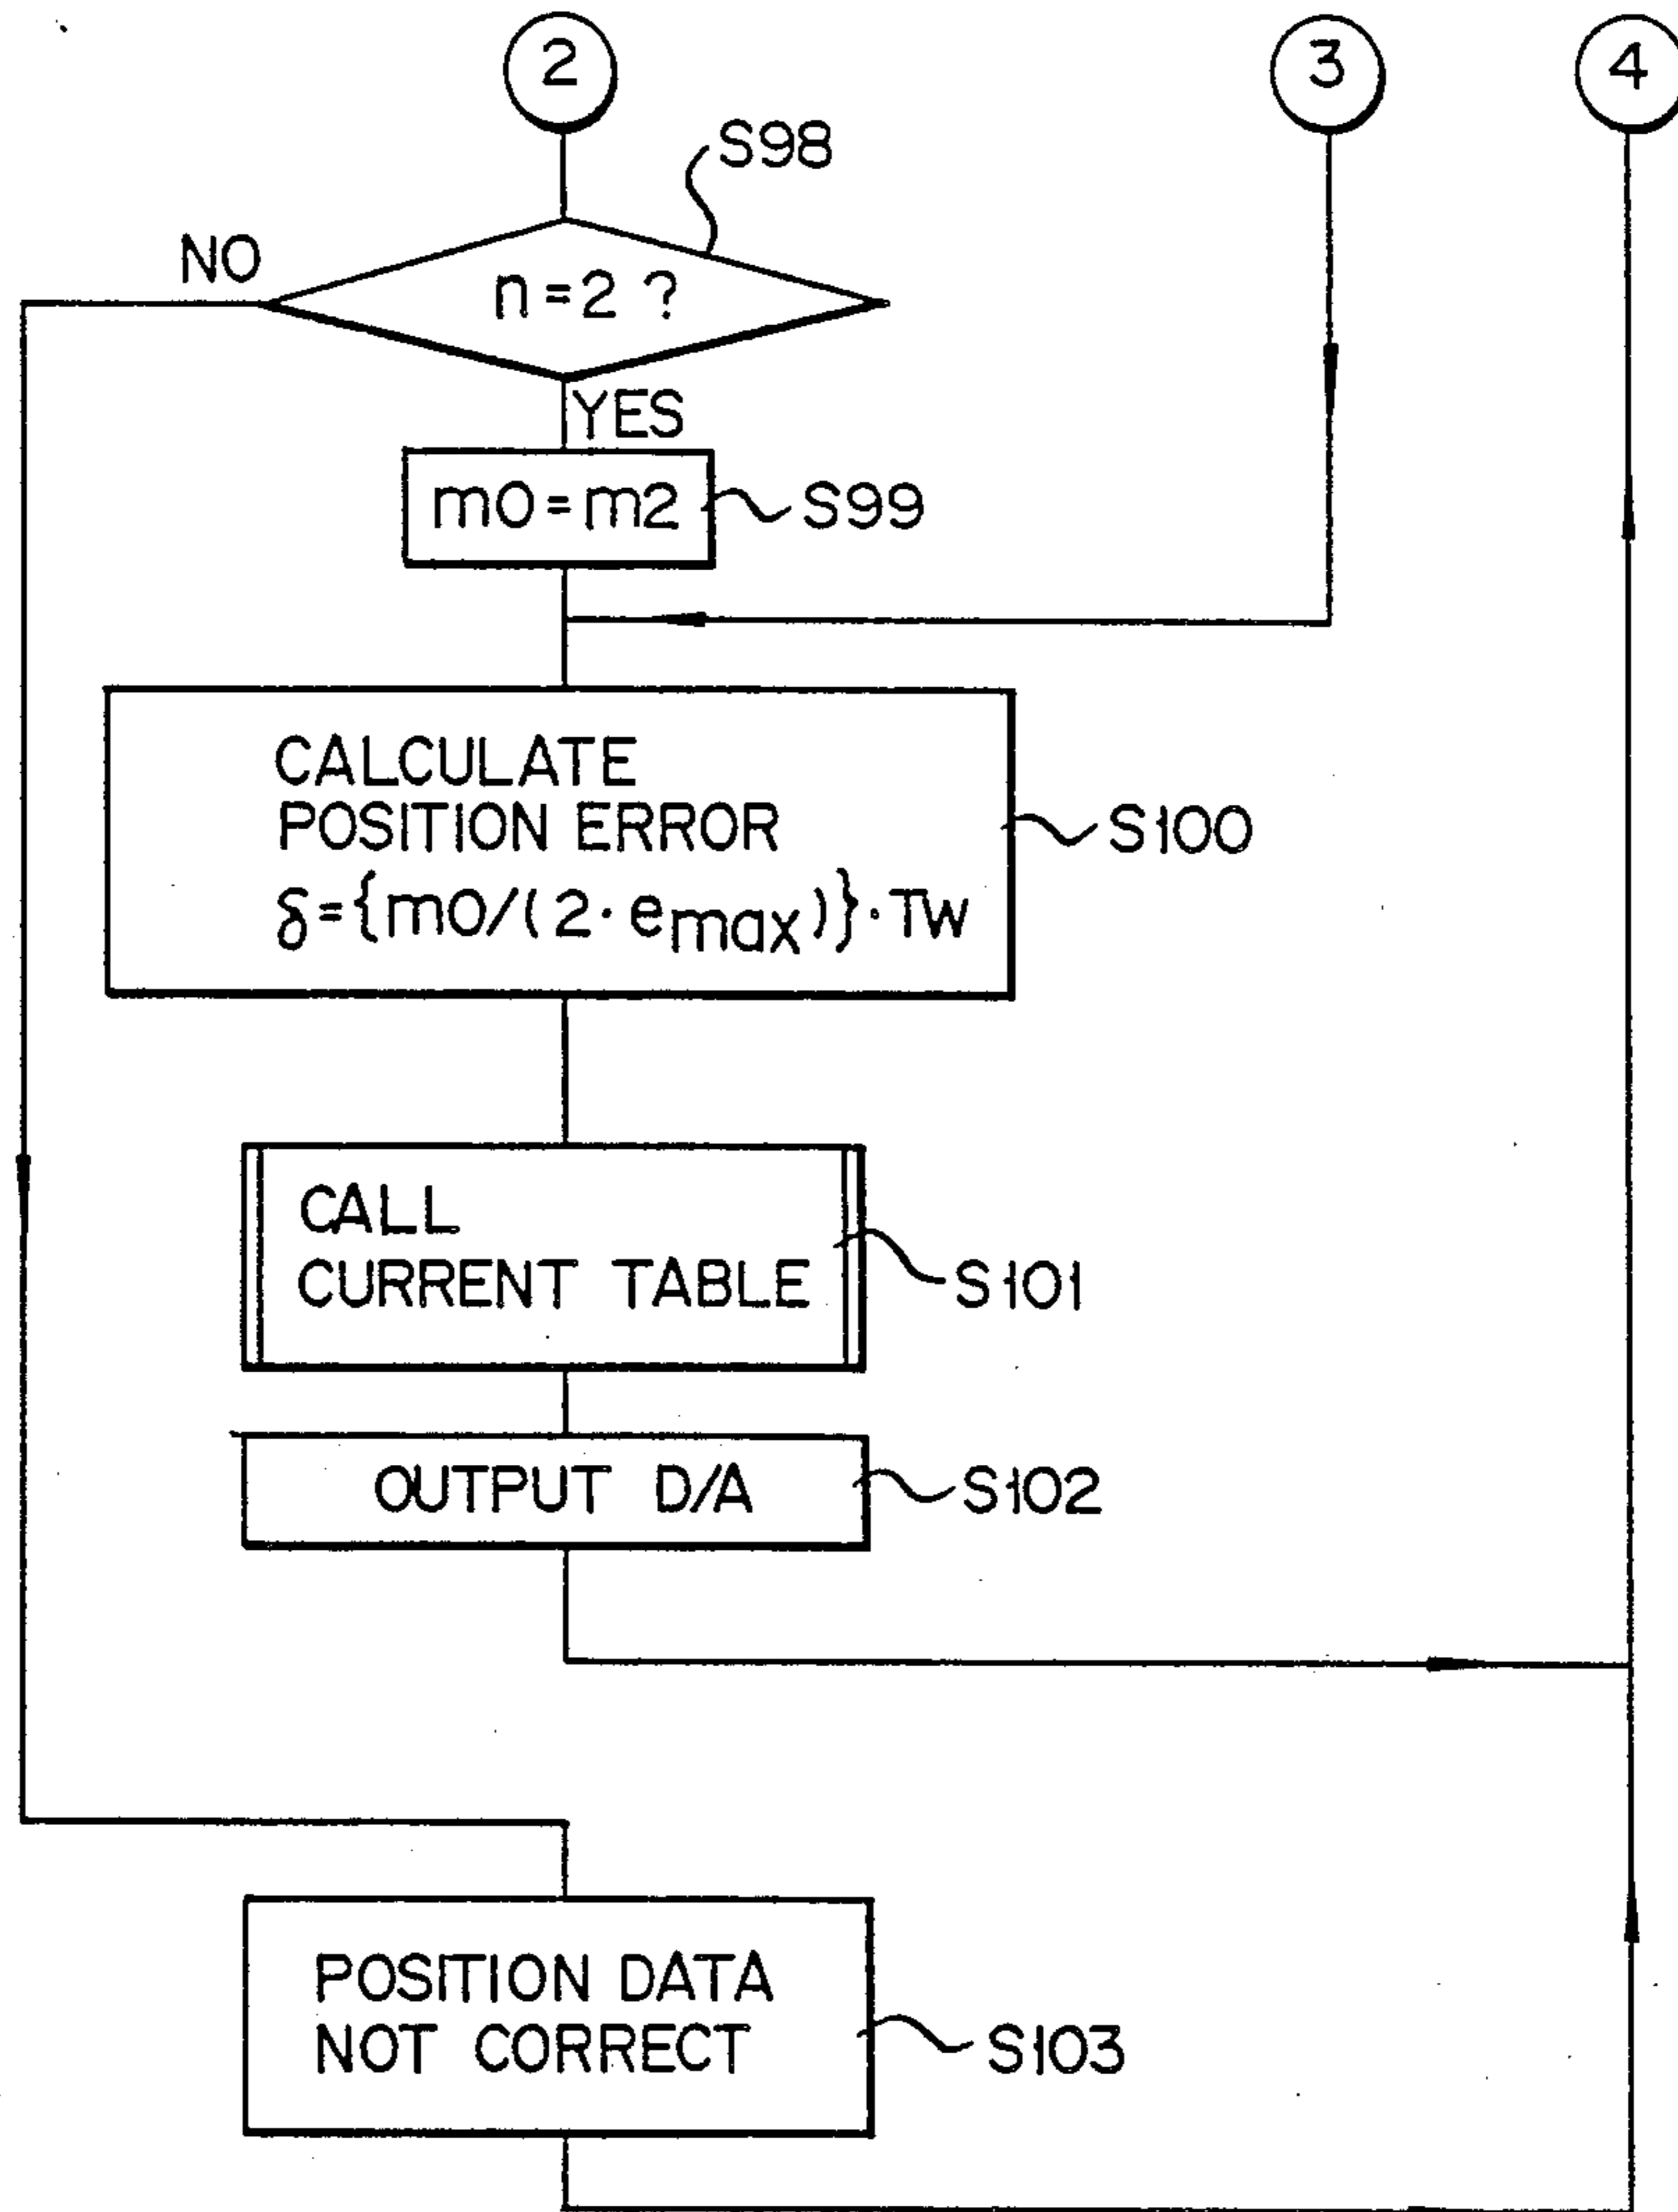 2
3
4
S98
NO
n=2 ?
YES
m0=m2
S99
CALCULATE
POSITION ERROR
δ={m0/(2·emax)}·TW
S100
CALL
CURRENT TABLE
S101
OUTPUT D/A
S102
POSITION DATA
NOT CORRECT
S103